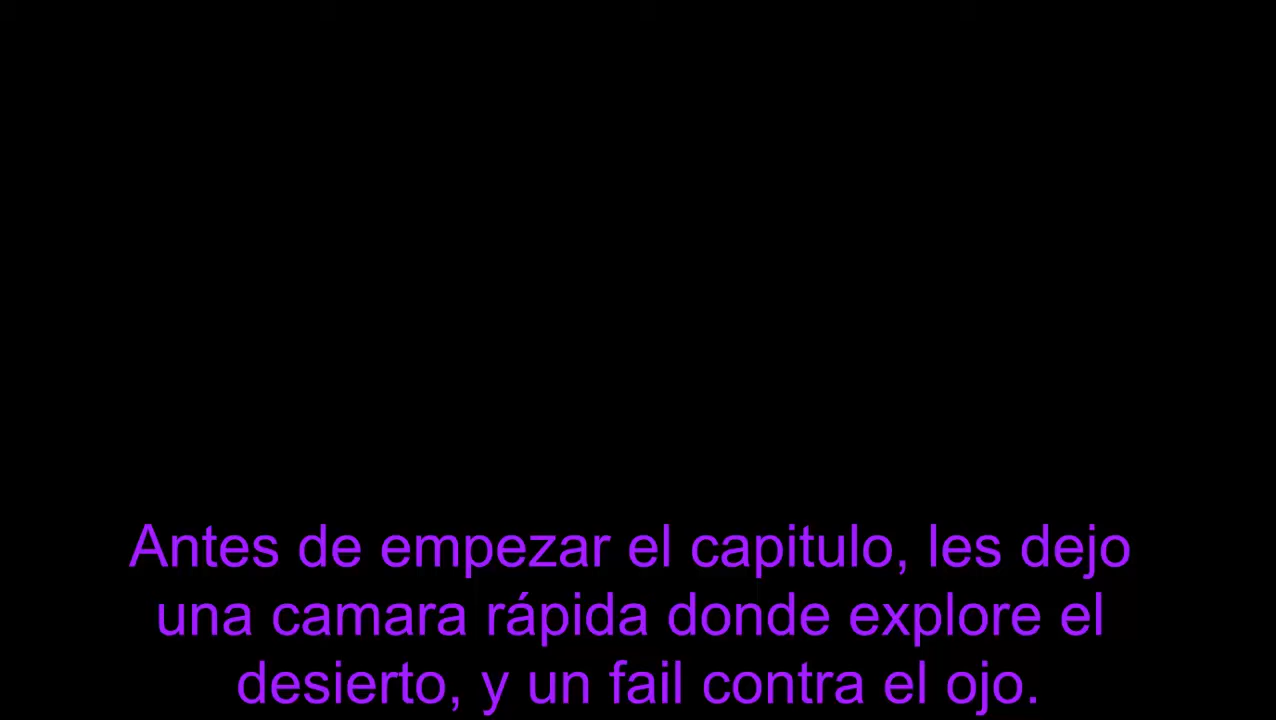 Antes de empezar el capitulo, les dejo
una camara rápida donde explore el
desierto, y un fail contra el ojo.